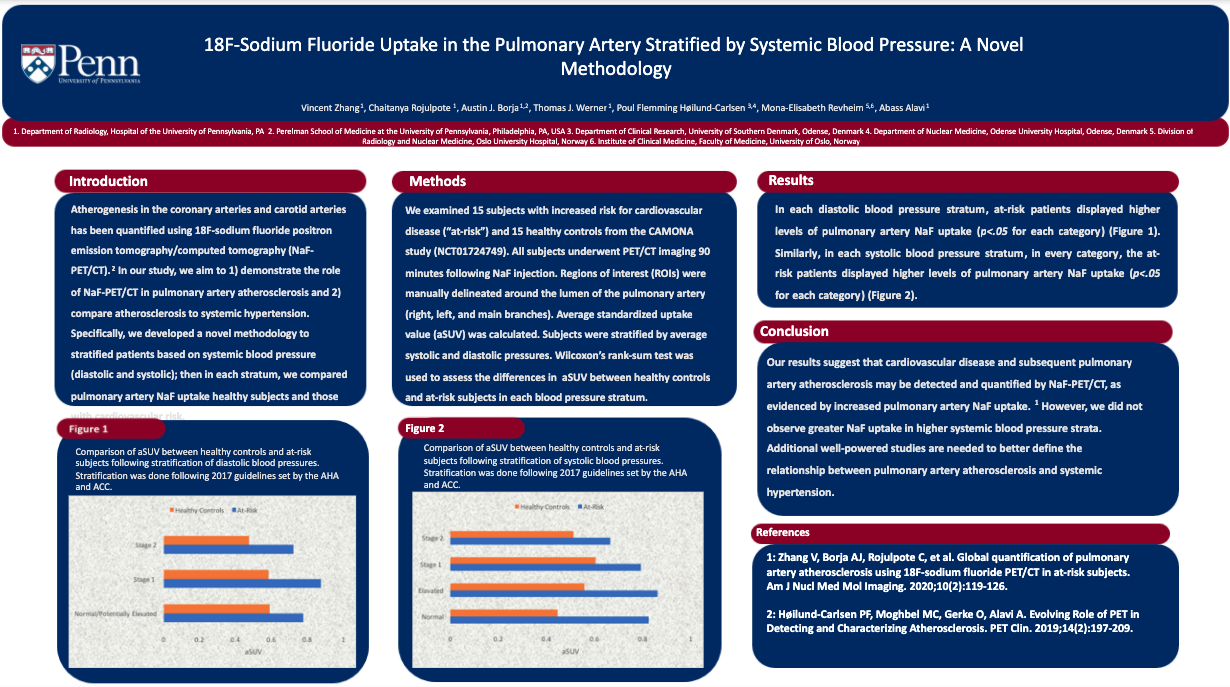 Penn
UNIVERSITY of PENNSYLVANIA
18F-Sodium Fluoride Uptake in the Pulmonary Artery Stratified by Systemic Blood Pressure: A Novel
Methodology
Vincent Zhang1, Chaitanya Rojulpote 1, Austin J. Borja1,2, Thomas J. Werner1, Poul Flemming Høilund-Carlsen 3,4, Mona-Elisabeth Revheim 5,6, Abass Alavi1
1. Department of Radiology, Hospital of the University of Pennsylvania, PA 2. Perelman School of Medicine at the University of Pennsylvania, Philadelphia, PA, USA 3. Department of Clinical Research, University of Southern Denmark, Odense, Denmark 4. Department of Nuclear Medicine, Odense University Hospital, Odense, Denmark 5. Division of
Radiology and Nuclear Medicine, Oslo University Hospital, Norway 6. Institute of Clinical Medicine, Faculty of Medicine, University of Oslo, Norway
Introduction
Atherogenesis in the coronary arteries and carotid arteries
has been quantified using 18F-sodium fluoride positron
emission tomography/computed tomography (NaF-
PET/CT). 2 In our study, we aim to 1) demonstrate the role
of NaF-PET/CT in pulmonary artery atherosclerosis and 2)
compare atherosclerosis to systemic hypertension.
Specifically, we developed a novel methodology to
stratified patients based on systemic blood pressure
(diastolic and systolic); then in each stratum, we compared
pulmonary artery NaF uptake healthy subjects and those
with cardiovascular risk.
Figure 1
Comparison of aSUV between healthy controls and at-risk
subjects following stratification of diastolic blood pressures.
Stratification was done following 2017 guidelines set by the AHA
and ACC.
Healthy Controls At-Risk
Stage 2
Stage 1
Normal/Potentially Elevated
0 0.2 0.4 0.6 0.8 1
aSUV
Methods
We examined 15 subjects with increased risk for cardiovascular
disease ("at-risk") and 15 healthy controls from the CAMONA
study (NCT01724749). All subjects underwent PET/CT imaging 90
minutes following NaF injection. Regions of interest (ROIs) were
manually delineated around the lumen of the pulmonary artery
(right, left, and main branches). Average standardized uptake
value (aSUV) was calculated. Subjects were stratified by average
systolic and diastolic pressures. Wilcoxon's rank-sum test was
used to assess the differences in aSUV between healthy controls
and at-risk subjects in each blood pressure stratum.
Figure 2
Comparison of aSUV between healthy controls and at-risk
subjects following stratification of systolic blood pressures.
Stratification was done following 2017 guidelines set by the AHA
and ACC.
Healthy Controls At-Risk
Stage 2
Stage 1
Elevated
Normal
0 0.2 0.4 0.6 0.8 1
aSUV
Results
In each diastolic blood pressure stratum, at-risk patients displayed higher
levels of pulmonary artery NaF uptake (p<.05 for each category) (Figure 1).
Similarly, in each systolic blood pressure stratum, in every category, the at-
risk patients displayed higher levels of pulmonary artery NaF uptake (p<.05
for each category) (Figure 2).
Conclusion
Our results suggest that cardiovascular disease and subsequent pulmonary
artery atherosclerosis may be detected and quantified by NaF-PET/CT, as
evidenced by increased pulmonary artery NaF uptake. 1 However, we did not
observe greater NaF uptake in higher systemic blood pressure strata.
Additional well-powered studies are needed to better define the
relationship between pulmonary artery atherosclerosis and systemic
hypertension.
References
1: Zhang V, Borja AJ, Rojulpote C, et al. Global quantification of pulmonary
artery atherosclerosis using 18F-sodium fluoride PET/CT in at-risk subjects.
Am J Nucl Med Mol Imaging. 2020;10(2):119-126.
2: Høilund-Carlsen PF, Moghbel MC, Gerke O, Alavi A. Evolving Role of PET in
Detecting and Characterizing Atherosclerosis. PET Clin. 2019;14(2):197-209.